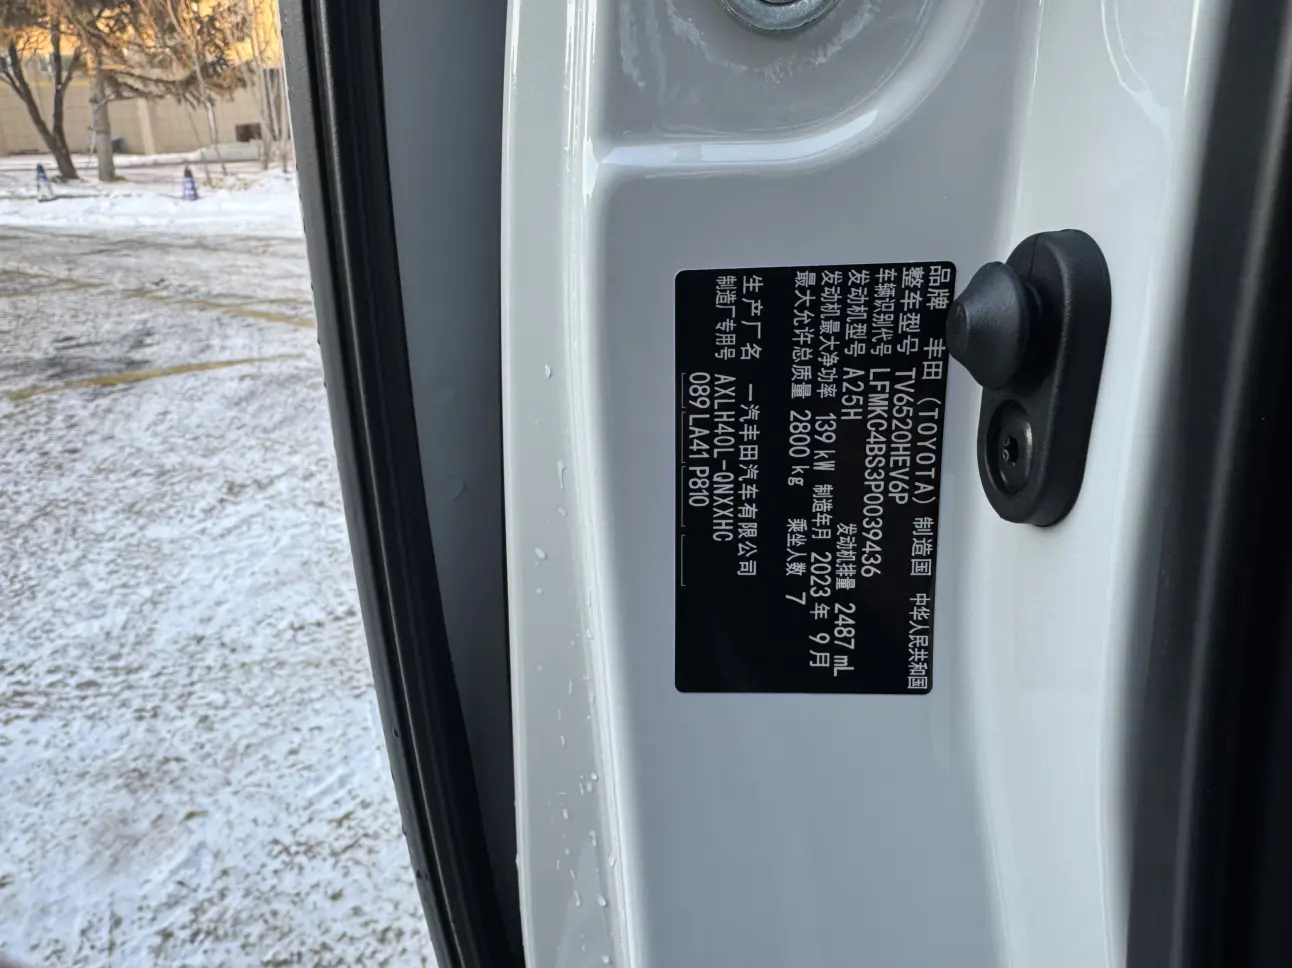 品牌 丰田（TOYOTA） 制造国 中华人民共和国
整车型号 TV6520HEV6P
车辆识别代号 LFMKC4BS3P0039436
发动机型号 A25H 发动机排量 2487 mL
发动机最大净功率 139 kW 制造年月 2023 年 9 月
最大允许总质量 2800 kg 乘坐人数 7
生产厂名 一汽丰田汽车有限公司
制造厂专用号 AXLH40L-QNXXHC
089 LA41 P810